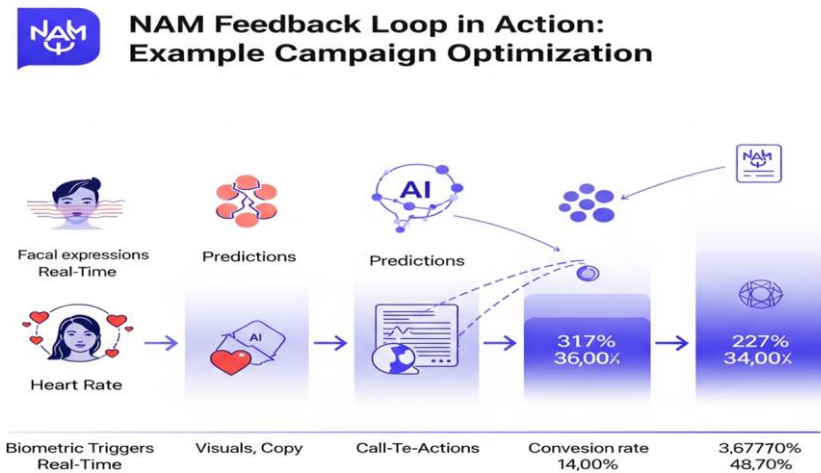 NAM
NAM Feedback Loop in Action:
Example Campaign Optimization
AI
NAM
Facal expressions
Real-Time
Predictions
Predictions
AI
Heart Rate
317%
36,00%
227%
34,00%
Biometric Triggers
Real-Time
Visuals, Copy
Call-Te-Actions
Convesion rate
14,00%
3,67770%
48,70%